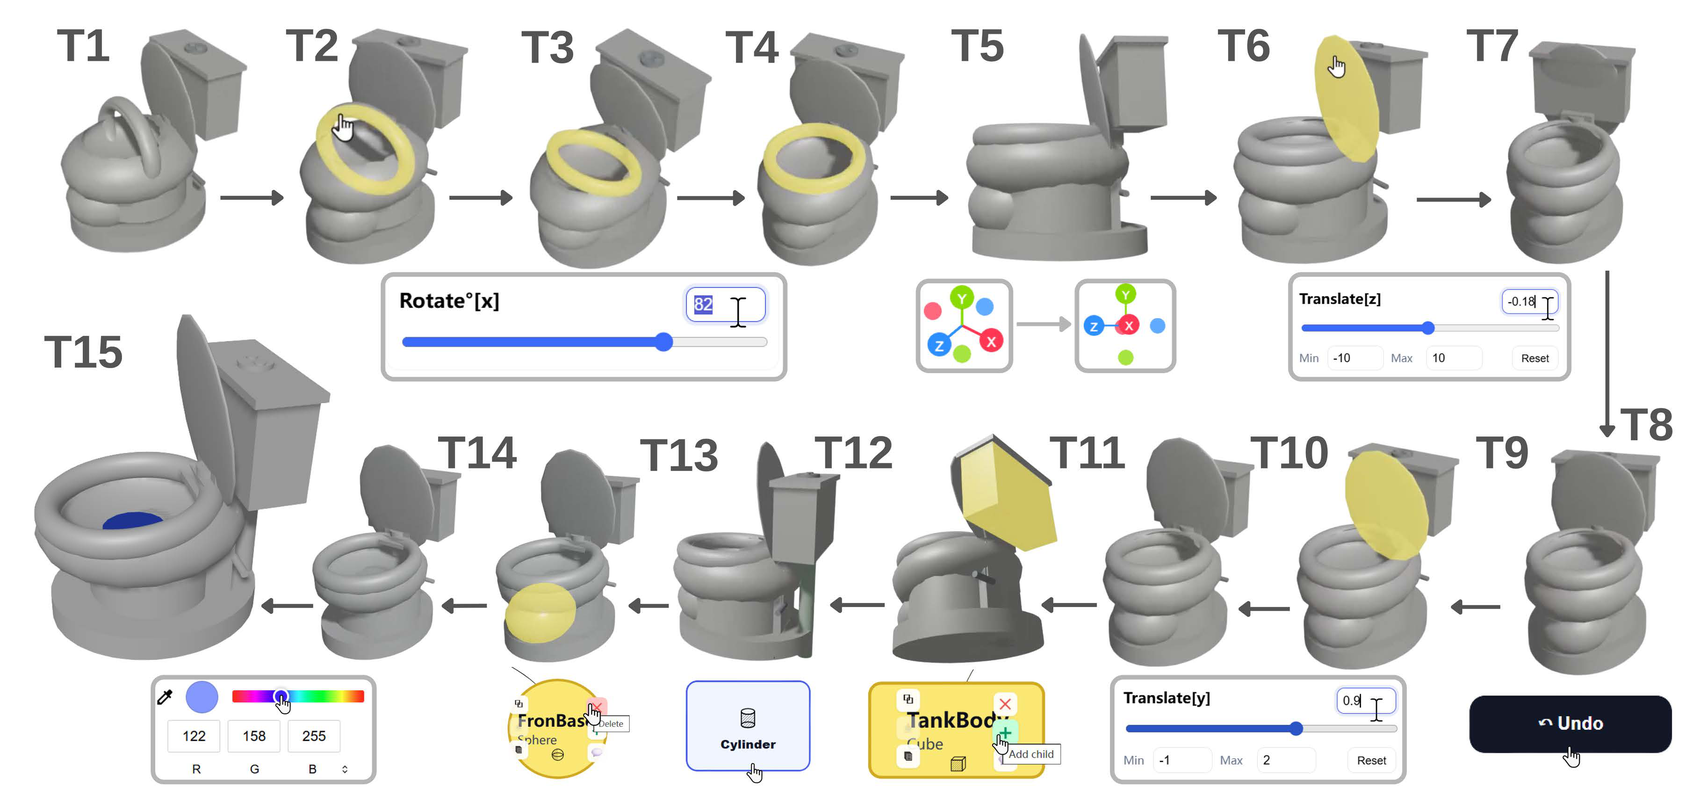 T1
T2
T3
T4
T5
T6
T7
Rotate°[x]
82
Y
X
Z
Y
Z
X
Translate[z]
-0.18
Min
-10
Max
10
Reset
T15
T14
T13
T12
T11
T10
T9
T8
122
158
255
R
G
B
FronBas
Sphere
Delete
Cylinder
TankBody
Cube
Add child
Translate[y]
0.9
Min
-1
Max
2
Reset
Undo